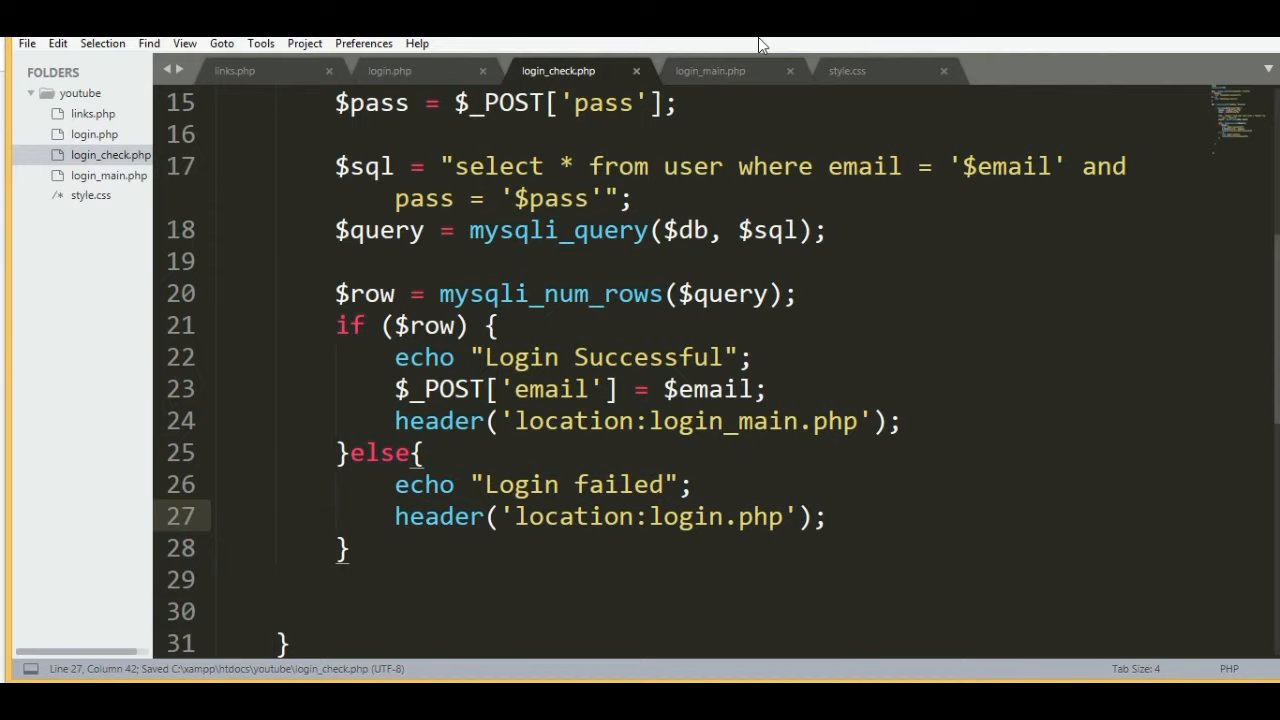 File Edit Selection Find View Goto Tools Project Preferences Help
FOLDERS
youtube
links.php
login.php
login_check.php
login_main.php
/* style.css
links.php × login.php × login_check.php × login_main.php × style.css ×
15 $pass = $_POST['pass'];
16
17 $sql = "select * from user where email = '$email' and
pass = '$pass'";
18 $query = mysqli_query($db, $sql);
19
20 $row = mysqli_num_rows($query);
21 if ($row) {
22 echo "Login Successful";
23 $_POST['email'] = $email;
24 header('location:login_main.php');
25 }else{
26 echo "Login failed";
27 header('location:login.php');
28 }
29
30
31 }
Line 27, Column 42; Saved C:\xampp\htdocs\youtube\login_check.php (UTF-8) Tab Size: 4 PHP